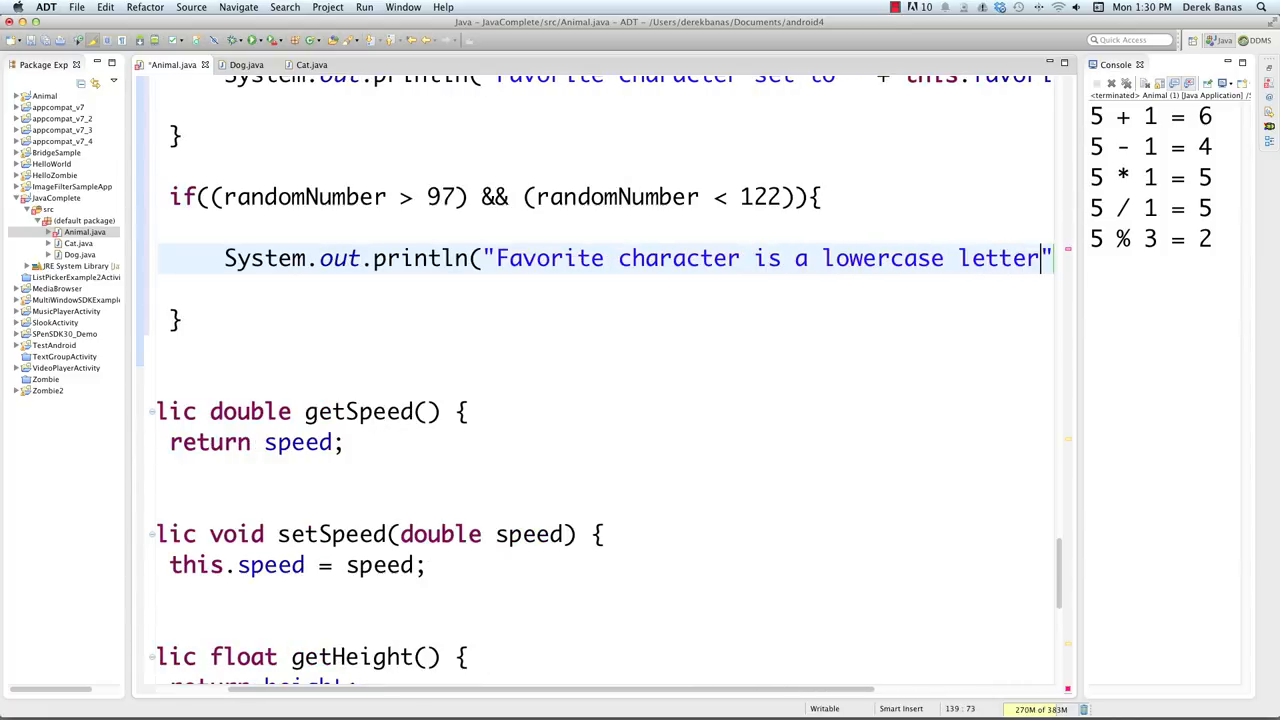 ADT File Edit Refactor Source Navigate Search Project Run Window Help 10 Mon 1:30 PM Derek Banas
Java – JavaComplete/src/Animal.java – ADT – /Users/derekbanas/Documents/android4
Quick Access Java DDMS
Package Exp
Animal
appcompat_v7
appcompat_v7_2
appcompat_v7_3
appcompat_v7_4
BridgeSample
HelloWorld
HelloZombie
ImageFilterSampleApp
JavaComplete
src
(default package)
Animal.java
Cat.java
Dog.java
JRE System Library [Ja
ListPickerExample2012
MediaBrowser
MultiWindowSDKExample
MusicPlayerActivity
SlookActivity
SPenSDK30_Demo
TestAndroid
TextGroupActivity
VideoPlayerActivity
Zombie
Zombie2
*Animal.java Dog.java Cat.java
System.out.println("Favorite character set to " + this.favori
}
if((randomNumber > 97) && (randomNumber < 122)){
System.out.println("Favorite character is a lowercase letter"
}
lic double getSpeed() {
return speed;
lic void setSpeed(double speed) {
this.speed = speed;
lic float getHeight() {
return height;
Console
<terminated> Animal (1) [Java Application] /S
5 + 1 = 6
5 - 1 = 4
5 * 1 = 5
5 / 1 = 5
5 % 3 = 2
Writable Smart Insert 139 : 73 270M of 383M